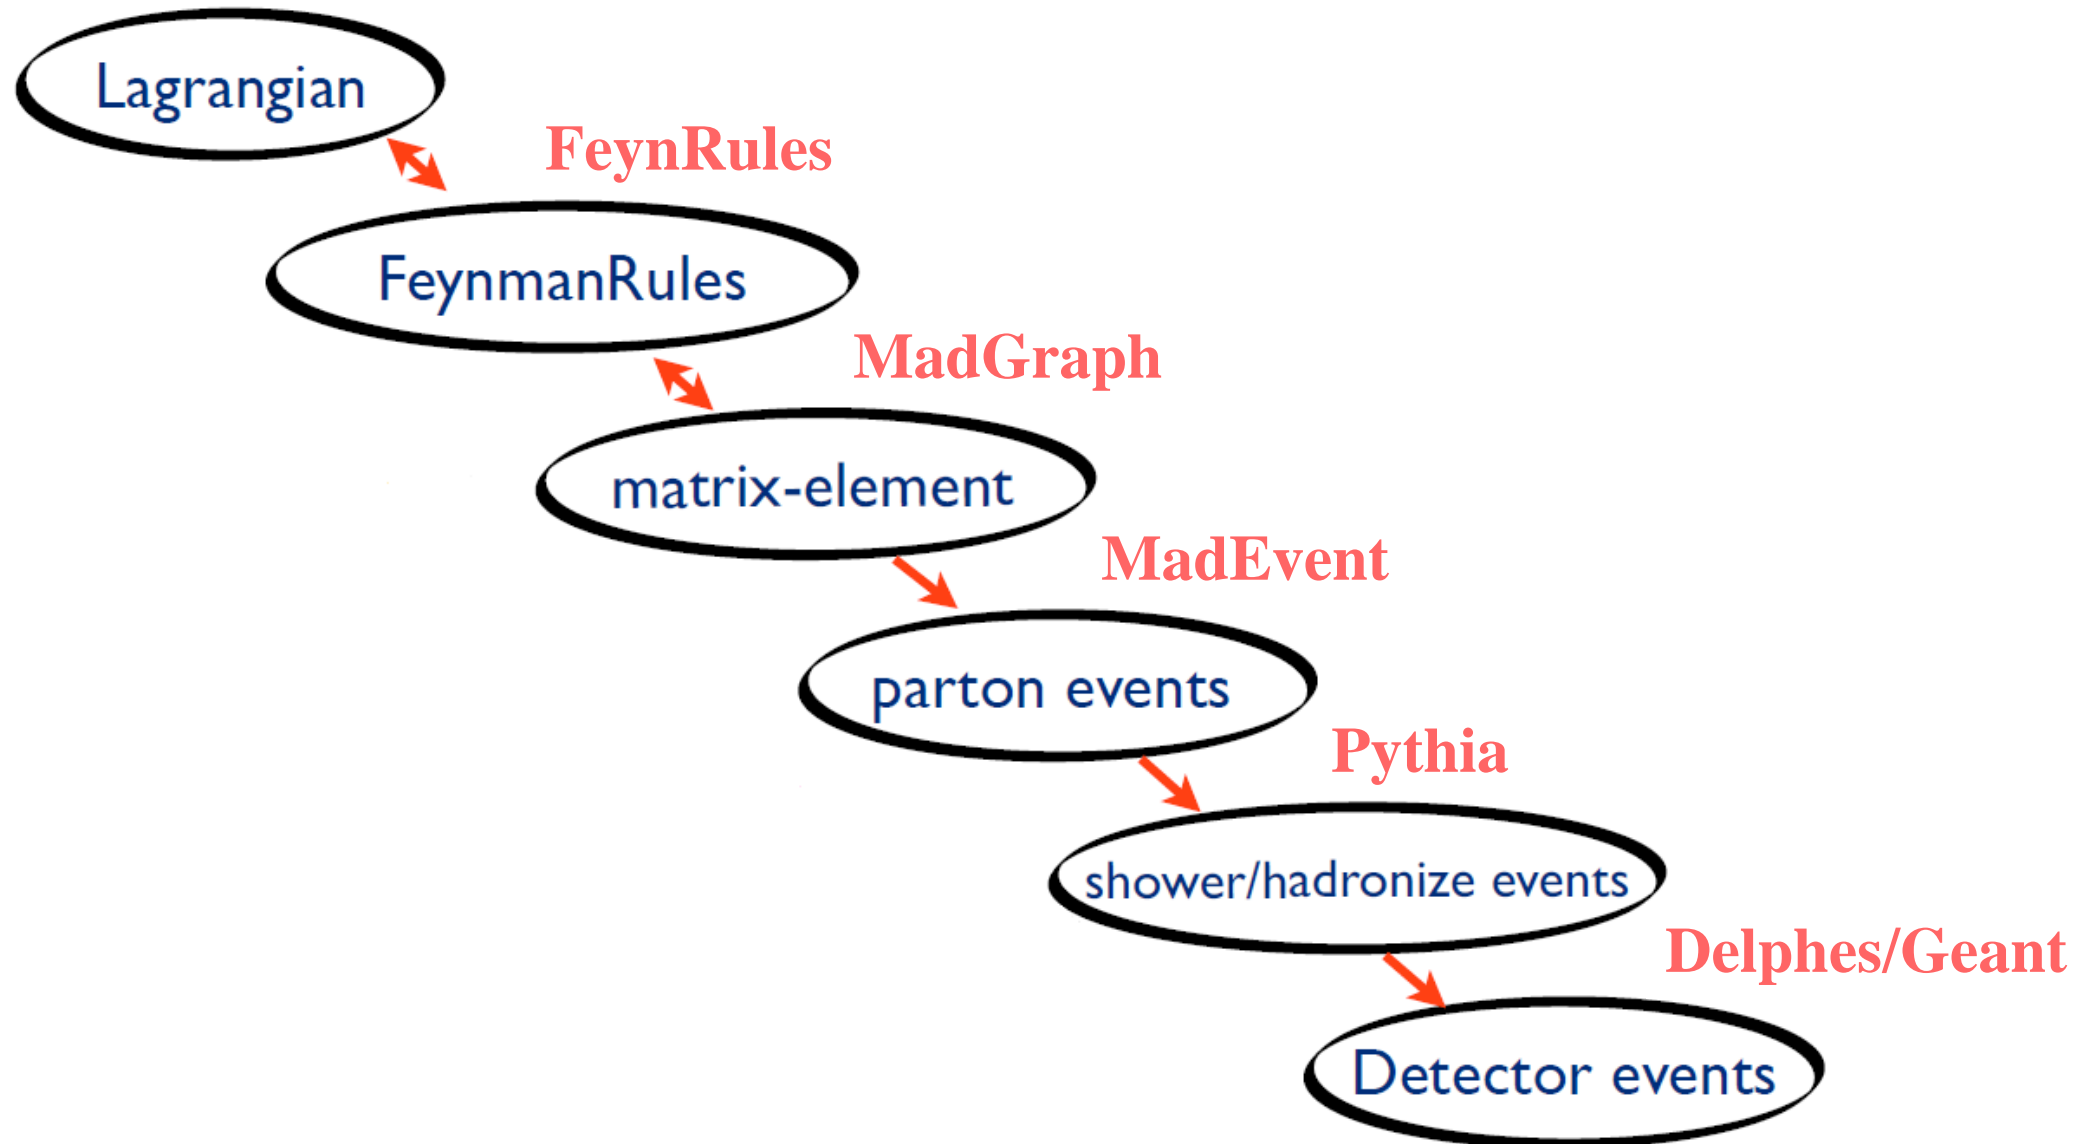 Lagrangian
FeynRules
FeynmanRules
MadGraph
matrix-element
MadEvent
parton events
Pythia
shower/hadronize events
Delphes/Geant
Detector events